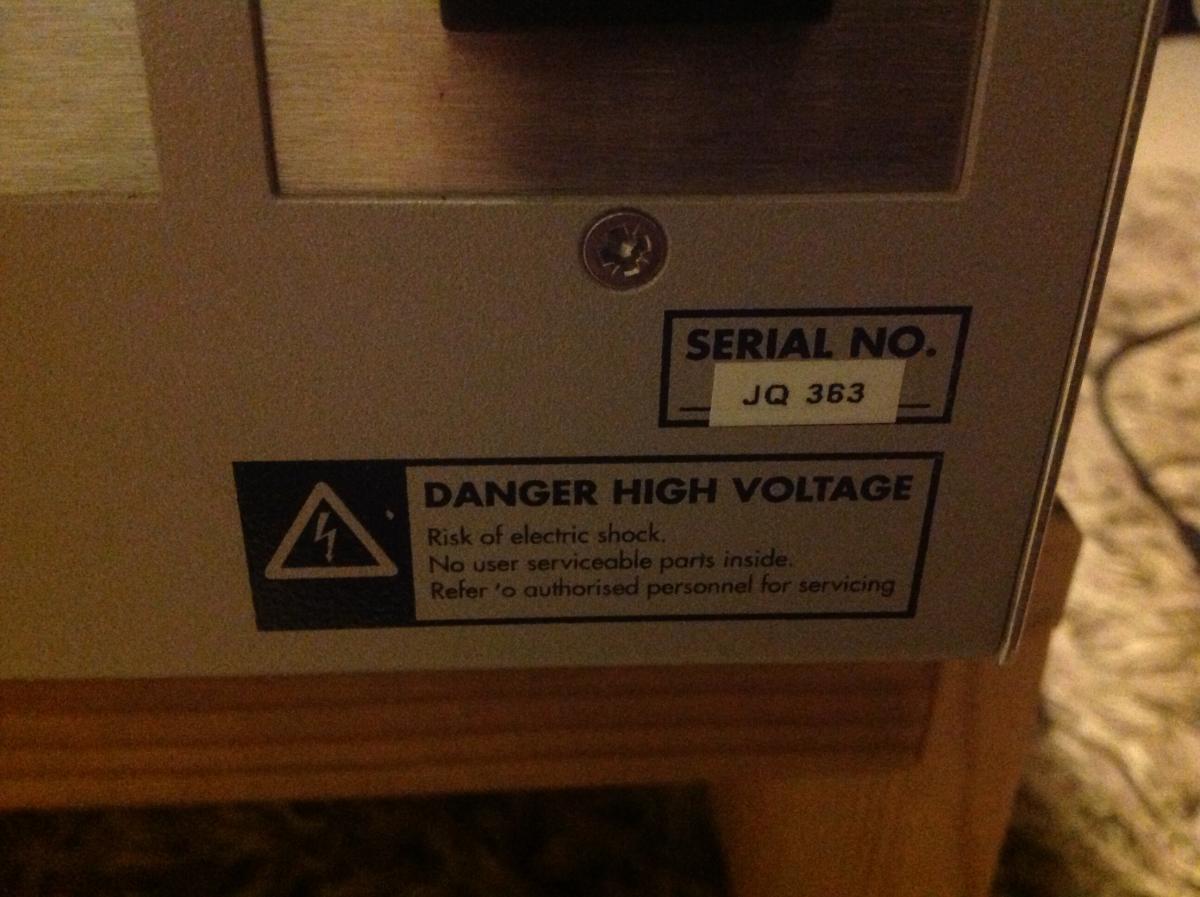 SERIAL NO.
JQ 363
DANGER HIGH VOLTAGE
Risk of electric shock.
No user serviceable parts inside.
Refer 'o authorised personnel for servicing